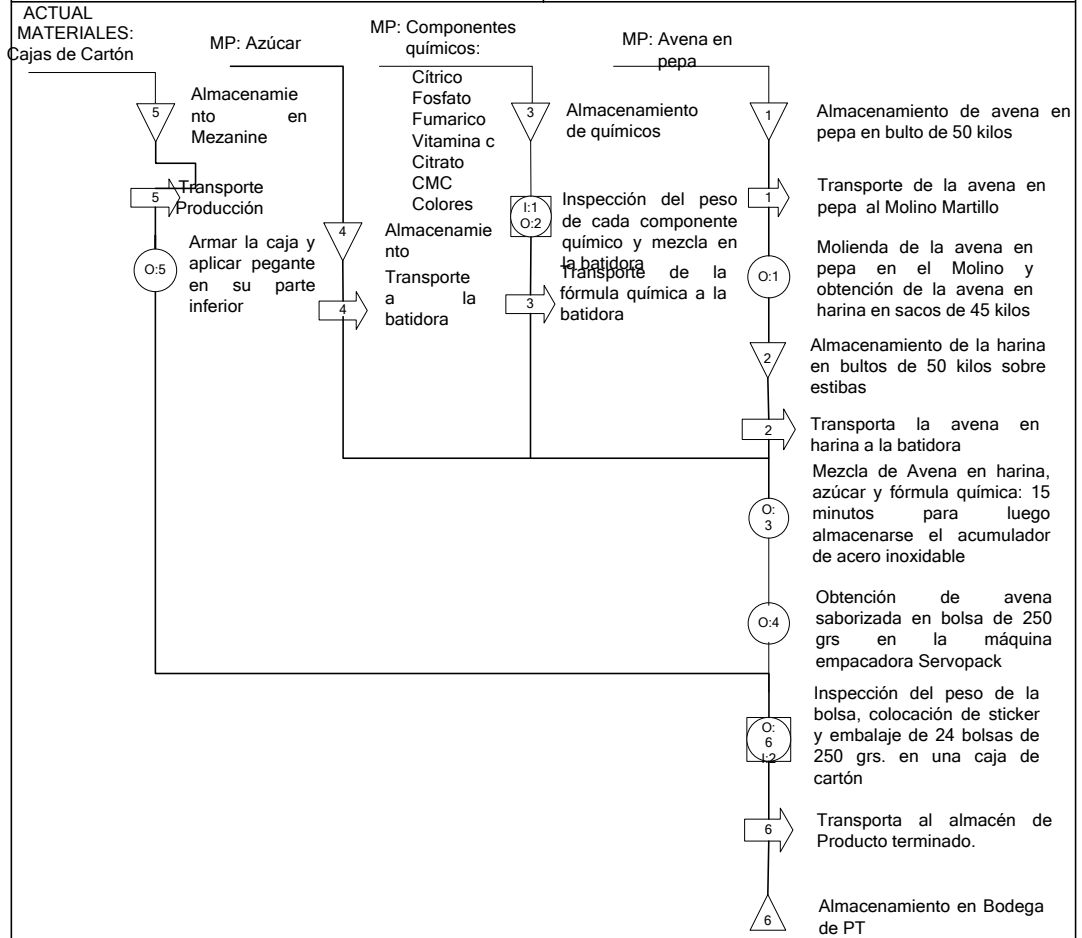 ACTUAL
MATERIALES:
Cajas de Cartón
MP: Azúcar
MP: Componentes
químicos:
MP: Avena en
pepa
5
Almacenamie
nto en
Mezanine
5
Transporte
Producción
O:5
Armar la caja y
aplicar pegante
en su parte
inferior
4
Almacenamie
nto
4
Transporte
a la
batidora
Cítrico
Fosfato
Fumarico
Vitamina c
Citrato
CMC
Colores
3
Almacenamiento
de químicos
I:1
O:2
Inspección del peso
de cada componente
químico y mezcla en
la batidora
3
Transporte de la
fórmula química a la
batidora
1
Almacenamiento de avena en
pepa en bulto de 50 kilos
1
Transporte de la avena en
pepa al Molino Martillo
O:1
Molienda de la avena en
pepa en el Molino y
obtención de la avena en
harina en sacos de 45 kilos
2
Almacenamiento de la harina
en bultos de 50 kilos sobre
estibas
2
Transporta la avena en
harina a la batidora
O:
3
Mezcla de Avena en harina,
azúcar y fórmula química: 15
minutos para luego
almacenarse el acumulador
de acero inoxidable
O:4
Obtención de avena
saborizada en bolsa de 250
grs en la máquina
empacadora Servopack
O:
6
I:2
Inspección del peso de la
bolsa, colocación de sticker
y embalaje de 24 bolsas de
250 grs. en una caja de
cartón
6
Transporta al almacén de
Producto terminado.
6
Almacenamiento en Bodega
de PT